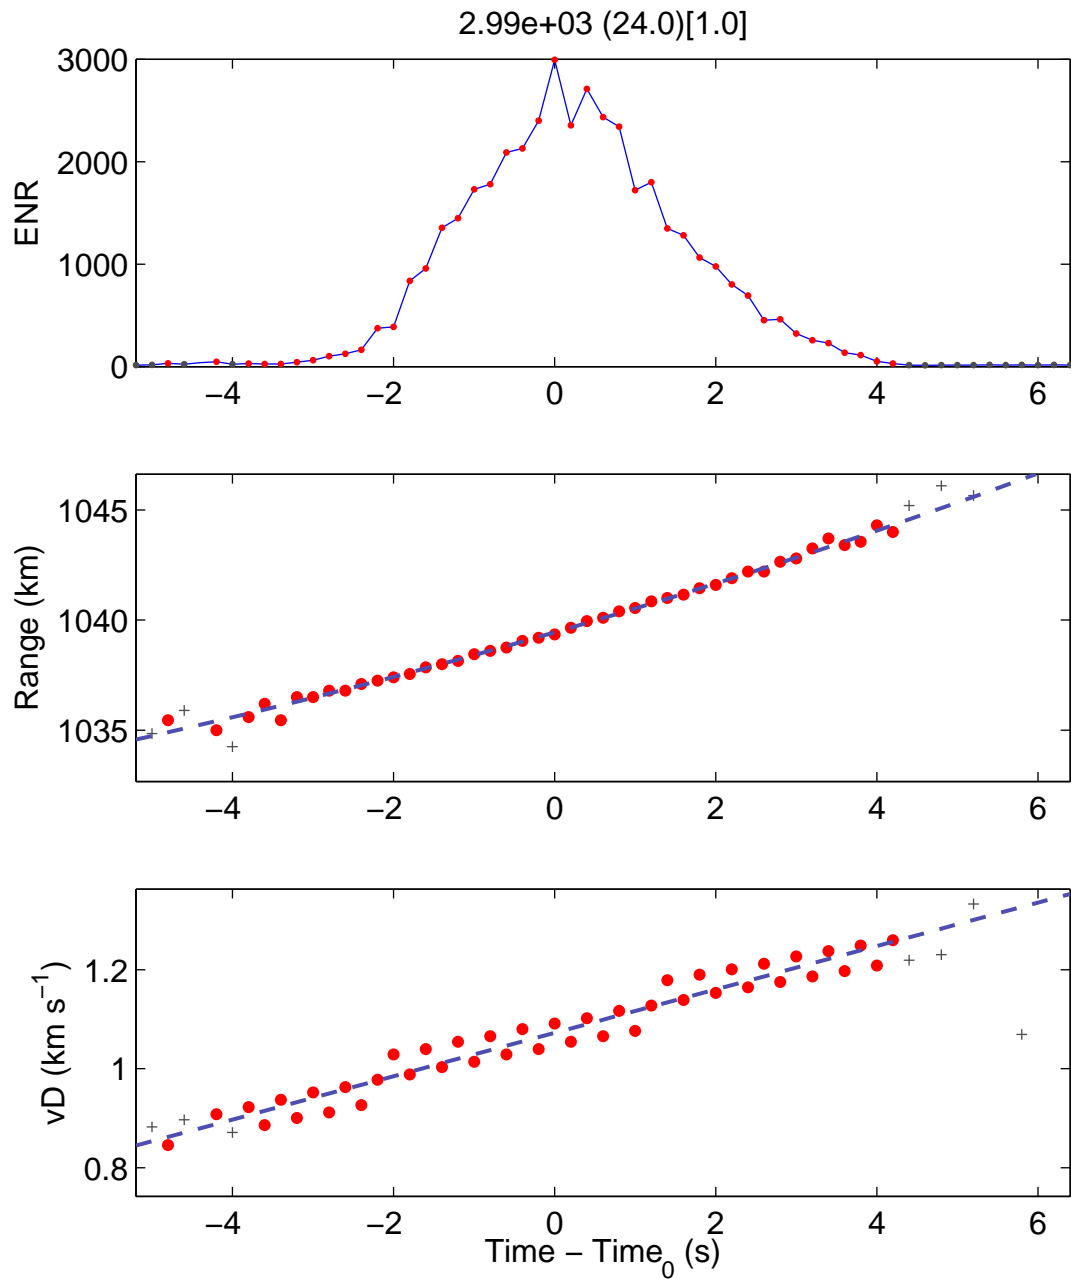 2.99e+03 (24.0)[1.0]
3000
2000
1000
0
ENR
−4 −2 0 2 4 6
1045
1040
1035
Range (km)
−4 −2 0 2 4 6
1.2
1
0.8
vD (km s−1)
−4 −2 0 2 4 6
Time − Time0 (s)